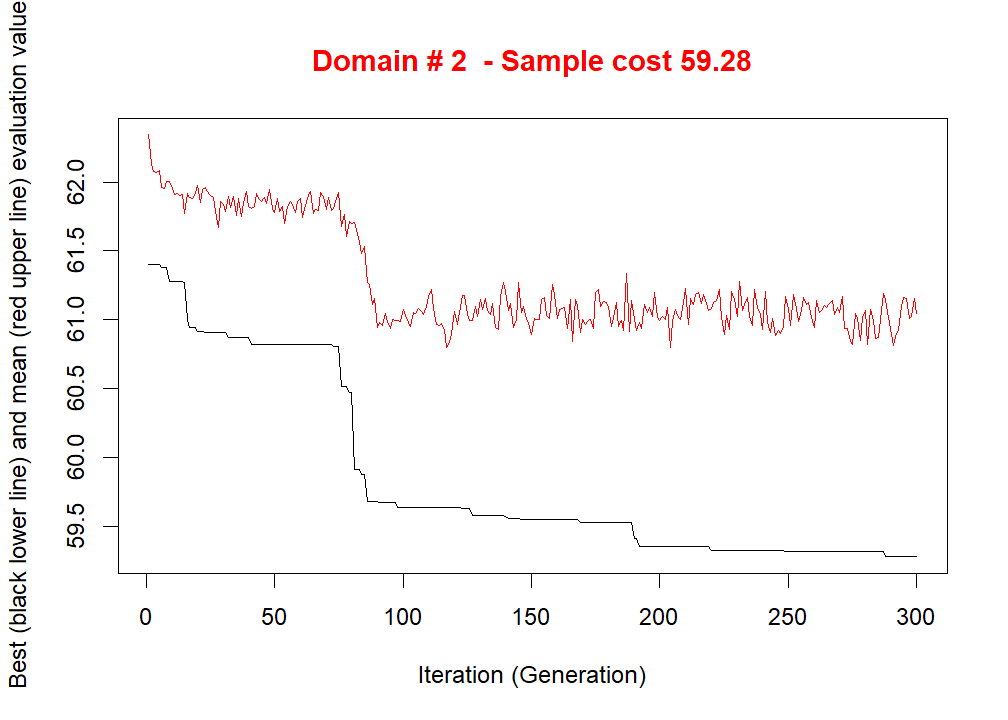 Domain # 2  - Sample cost 59.28
Best (black lower line) and mean (red upper line) evaluation value
62.0
61.5
61.0
60.5
60.0
59.5
0 50 100 150 200 250 300
Iteration (Generation)